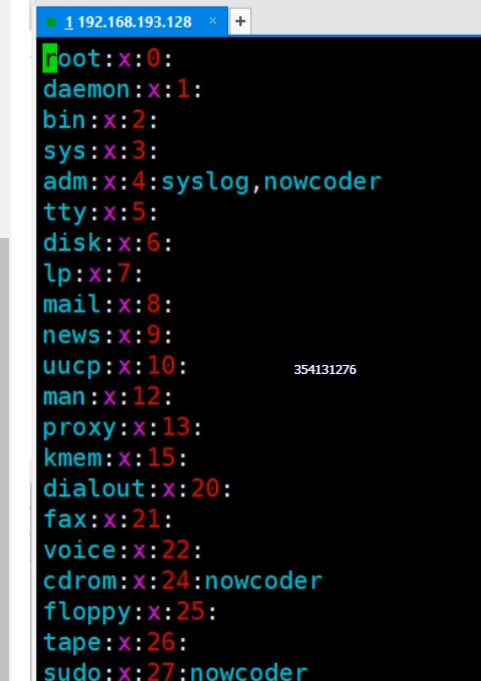 1 192.168.193.128 × +
root:x:0:
daemon:x:1:
bin:x:2:
sys:x:3:
adm:x:4:syslog,nowcoder
tty:x:5:
disk:x:6:
lp:x:7:
mail:x:8:
news:x:9:
uucp:x:10:
354131276
man:x:12:
proxy:x:13:
kmem:x:15:
dialout:x:20:
fax:x:21:
voice:x:22:
cdrom:x:24:nowcoder
floppy:x:25:
tape:x:26:
sudo:x:27:nowcoder